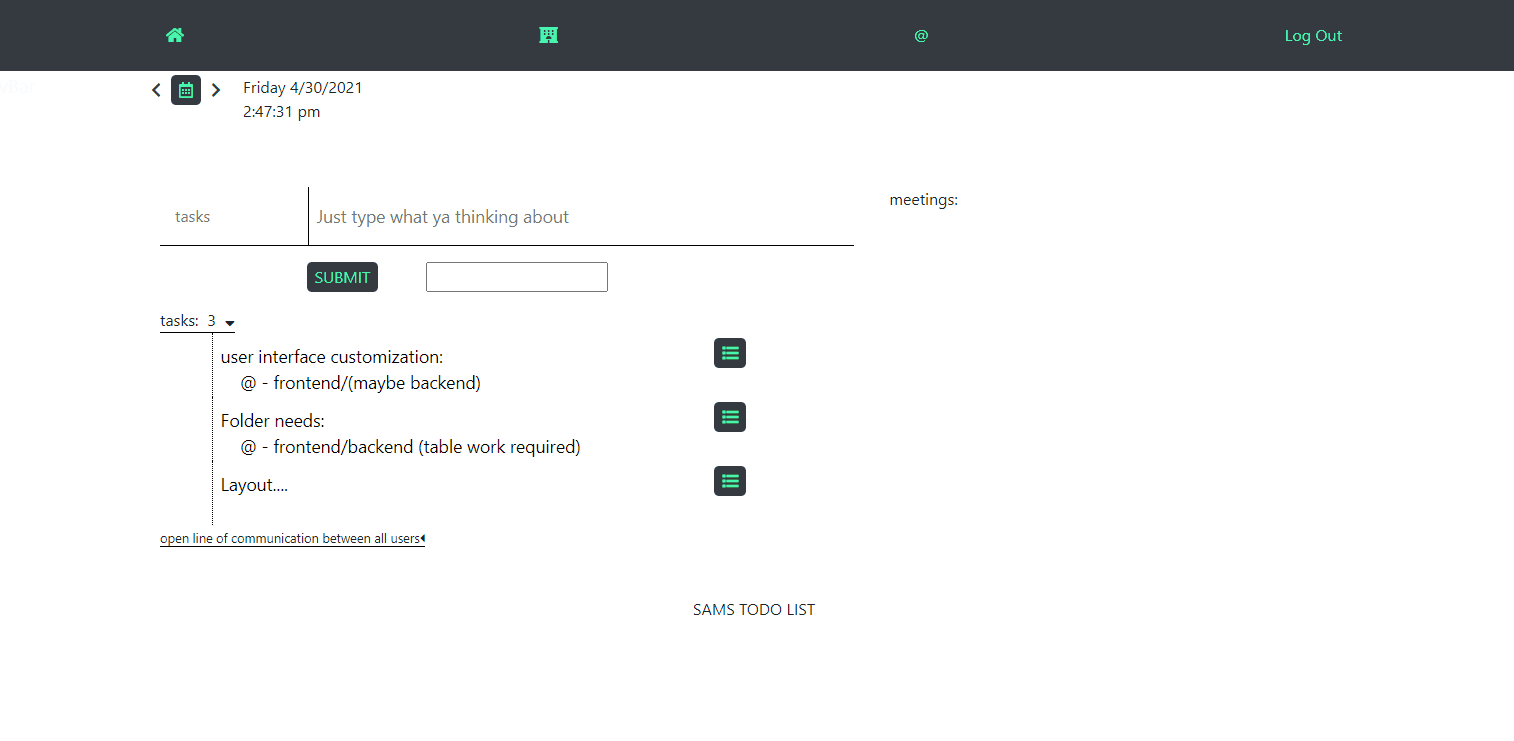 @
Log Out
Friday 4/30/2021
2:47:31 pm
tasks
Just type what ya thinking about
meetings:
SUBMIT
tasks: 3
user interface customization:
@ - frontend/(maybe backend)
Folder needs:
@ - frontend/backend (table work required)
Layout....
open line of communication between all users
SAMS TODO LIST